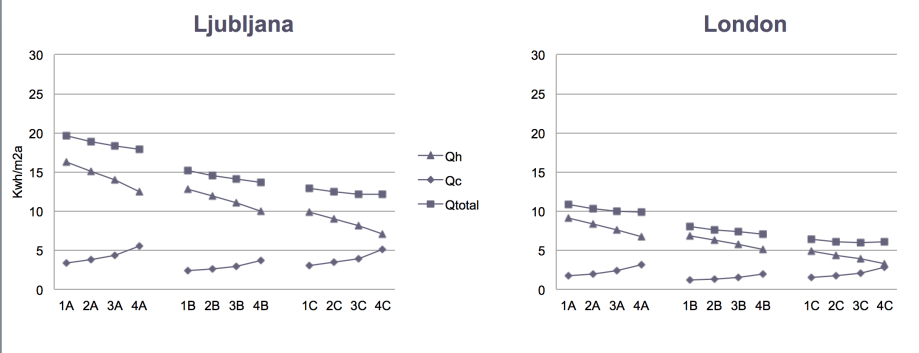 Ljubljana
30
25
20
15
10
5
0
Kwh/m2a
1A 2A 3A 4A 1B 2B 3B 4B 1C 2C 3C 4C
Qh
Qc
Qtotal
London
30
25
20
15
10
5
0
1A 2A 3A 4A 1B 2B 3B 4B 1C 2C 3C 4C